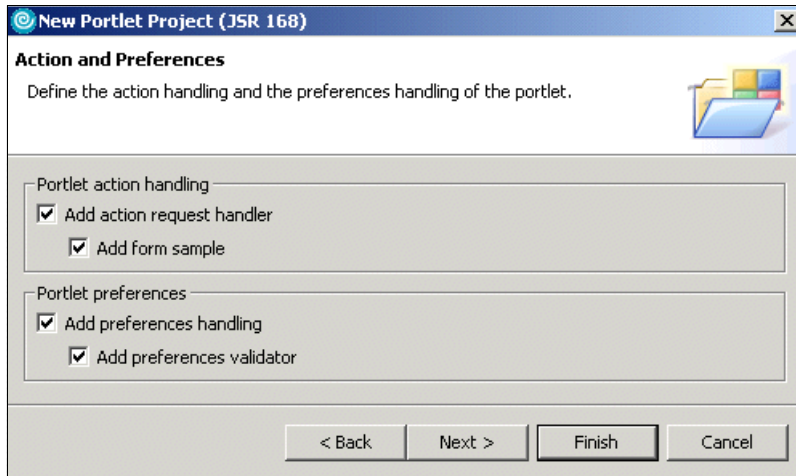 New Portlet Project (JSR 168)
Action and Preferences
Define the action handling and the preferences handling of the portlet.
Portlet action handling
Add action request handler
Add form sample
Portlet preferences
Add preferences handling
Add preferences validator
< Back Next > Finish Cancel